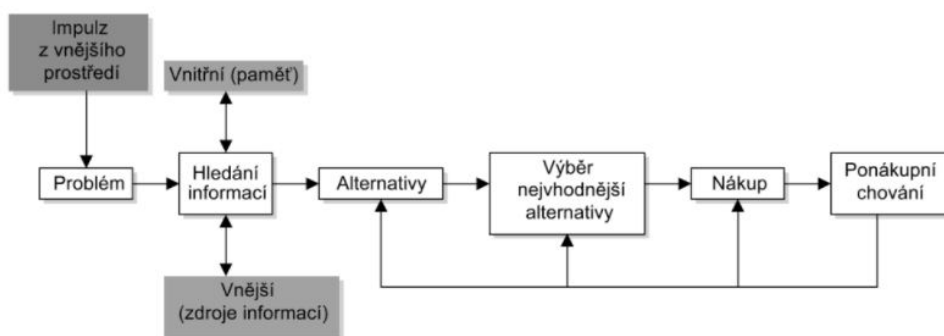 Impulz
z vnějšího
prostředí
Vnitřní (paměť)
Problém
Hledání
informací
Alternativy
Výběr
nejvhodnější
alternativy
Nákup
Ponákupní
chování
Vnější
(zdroje informací)